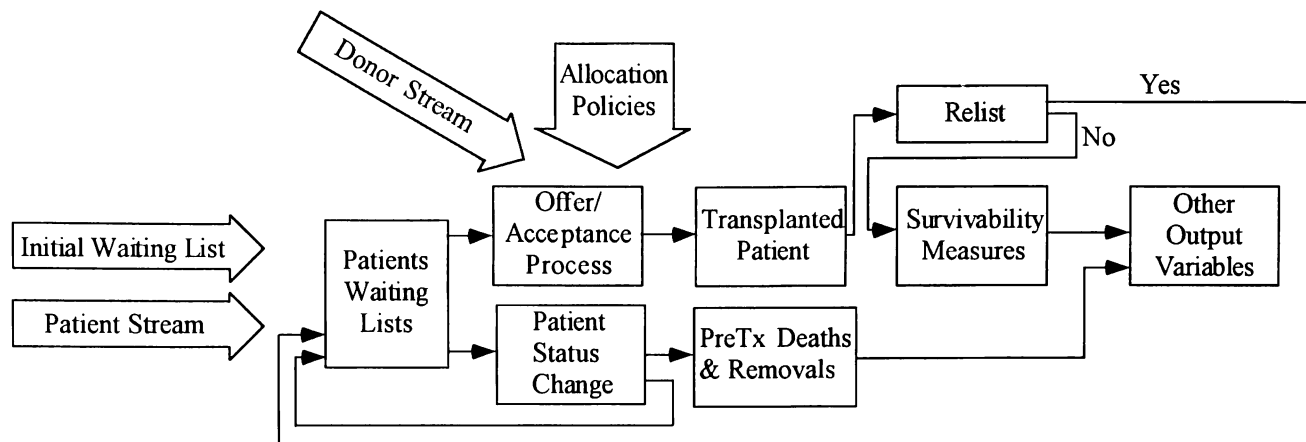 Donor Stream
Allocation
Policies
Yes
Relist
No
Initial Waiting List
Patient Stream
Patients
Waiting
Lists
Offer/
Acceptance
Process
Transplanted
Patient
Survivability
Measures
Other
Output
Variables
Patient
Status
Change
PreTx Deaths
& Removals